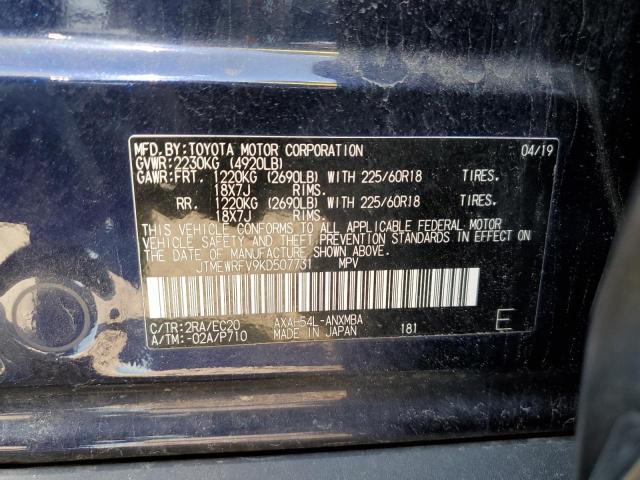 MFD. BY: TOYOTA MOTOR CORPORATION 04/19
GVWR: 2230KG (4920LB)
GAWR: FRT. 1220KG (2690LB) WITH 225/60R18 TIRES.
18X7J RIMS.
RR. 1220KG (2690LB) WITH 225/60R18 TIRES.
18X7J RIMS.
THIS VEHICLE CONFORMS TO ALL APPLICABLE FEDERAL MOTOR
VEHICLE SAFETY AND THEFT PREVENTION STANDARDS IN EFFECT ON
THE DATE OF MANUFACTURE SHOWN ABOVE.
JTMEWRFV9KD507731 MPV
C/TR: 2RA/EC20 AXAH54L-ANXMBA
A/TM: -02A/P710 MADE IN JAPAN 181 E